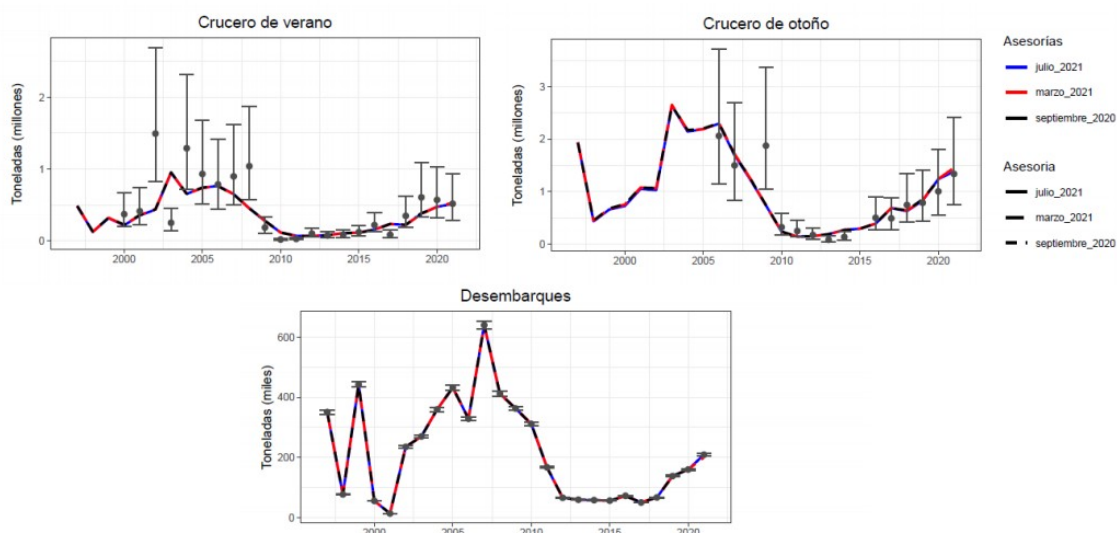 Crucero de verano
Toneladas (millones)
2
1
0
2000
2005
2010
2015
2020
Crucero de otoño
Toneladas (millones)
3
2
1
0
2000
2005
2010
2015
2020
Asesorías
julio_2021
marzo_2021
septiembre_2020
Asesoria
julio_2021
marzo_2021
septiembre_2020
Desembarques
Toneladas (miles)
600
400
200
0
2000
2005
2010
2015
2020